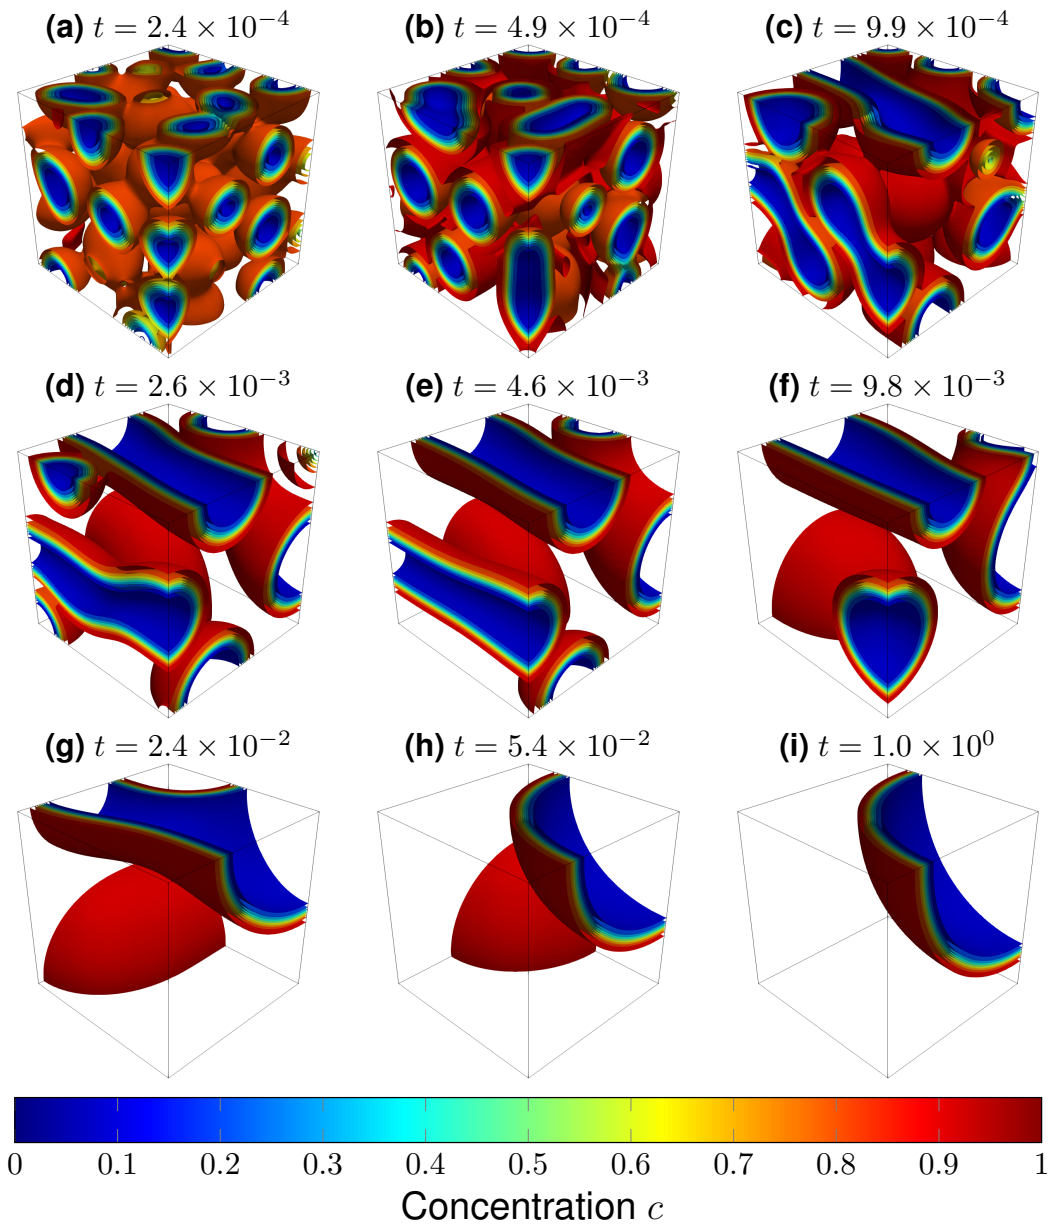 (a) t = 2.4 × 10⁻⁴ (b) t = 4.9 × 10⁻⁴ (c) t = 9.9 × 10⁻⁴
(d) t = 2.6 × 10⁻³ (e) t = 4.6 × 10⁻³ (f) t = 9.8 × 10⁻³
(g) t = 2.4 × 10⁻² (h) t = 5.4 × 10⁻² (i) t = 1.0 × 10⁰
0 0.1 0.2 0.3 0.4 0.5 0.6 0.7 0.8 0.9 1
Concentration c